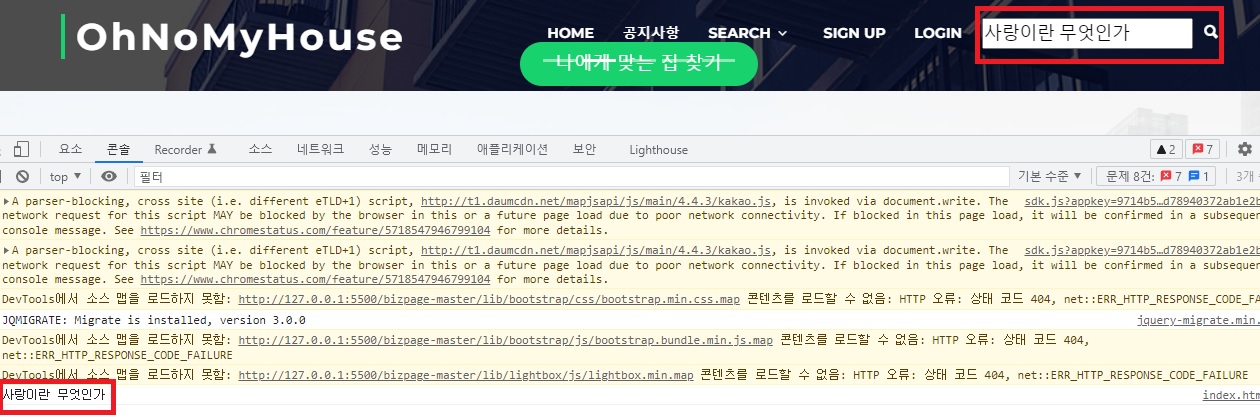 OhNoMyHouse
HOME 공지사항 SEARCH SIGN UP LOGIN 사랑이란 무엇인가
나에게 맞는 집 찾기
요소 콘솔 Recorder 소스 네트워크 성능 메모리 애플리케이션 보안 Lighthouse 2 7
top 필터 기본 수준 문제 8건: 7 1 3개
A parser-blocking, cross site (i.e. different eTLD+1) script, http://t1.daumcdn.net/mapjsapi/js/main/4.4.3/kakao.js, is invoked via document.write. The sdk.js?appkey=9714b5…d78940372ab1e2b
network request for this script MAY be blocked by the browser in this or a future page load due to poor network connectivity. If blocked in this page load, it will be confirmed in a subsequen
console message. See https://www.chromestatus.com/feature/5718547946799104 for more details.
A parser-blocking, cross site (i.e. different eTLD+1) script, http://t1.daumcdn.net/mapjsapi/js/main/4.4.3/kakao.js, is invoked via document.write. The sdk.js?appkey=9714b5…d78940372ab1e2b
network request for this script MAY be blocked by the browser in this or a future page load due to poor network connectivity. If blocked in this page load, it will be confirmed in a subsequen
console message. See https://www.chromestatus.com/feature/5718547946799104 for more details.
DevTools에서 소스 맵을 로드하지 못함: http://127.0.0.1:5500/bizpage-master/lib/bootstrap/css/bootstrap.min.css.map 콘텐츠를 로드할 수 없음: HTTP 오류: 상태 코드 404, net::ERR_HTTP_RESPONSE_CODE_FA
JQMIGRATE: Migrate is installed, version 3.0.0 jquery-migrate.min.
DevTools에서 소스 맵을 로드하지 못함: http://127.0.0.1:5500/bizpage-master/lib/bootstrap/js/bootstrap.bundle.min.js.map 콘텐츠를 로드할 수 없음: HTTP 오류: 상태 코드 404,
net::ERR_HTTP_RESPONSE_CODE_FAILURE
DevTools에서 소스 맵을 로드하지 못함: http://127.0.0.1:5500/bizpage-master/lib/lightbox/js/lightbox.min.map 콘텐츠를 로드할 수 없음: HTTP 오류: 상태 코드 404, net::ERR_HTTP_RESPONSE_CODE_FAILURE
사랑이란 무엇인가 index.htm